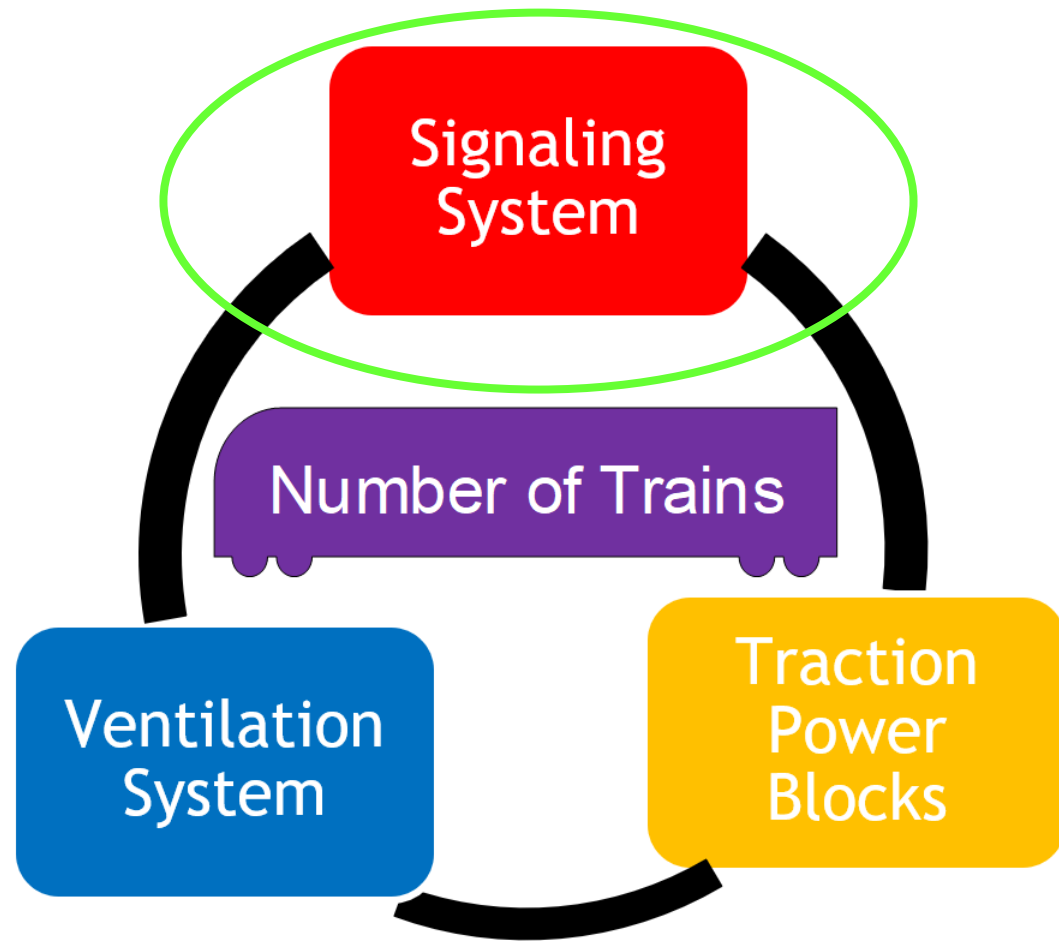 Signaling
System
Number of Trains
Ventilation
System
Traction
Power
Blocks